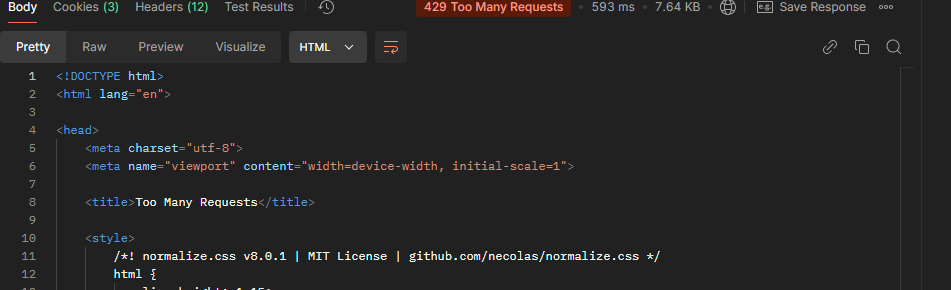 Body Cookies (3) Headers (12) Test Results 429 Too Many Requests • 593 ms • 7.64 KB • e.g. Save Response
Pretty Raw Preview Visualize HTML
1 <!DOCTYPE html>
2 <html lang="en">
3
4 <head>
5 <meta charset="utf-8">
6 <meta name="viewport" content="width=device-width, initial-scale=1">
7
8 <title>Too Many Requests</title>
9
10 <style>
11 /*! normalize.css v8.0.1 | MIT License | github.com/necolas/normalize.css */
12 html {